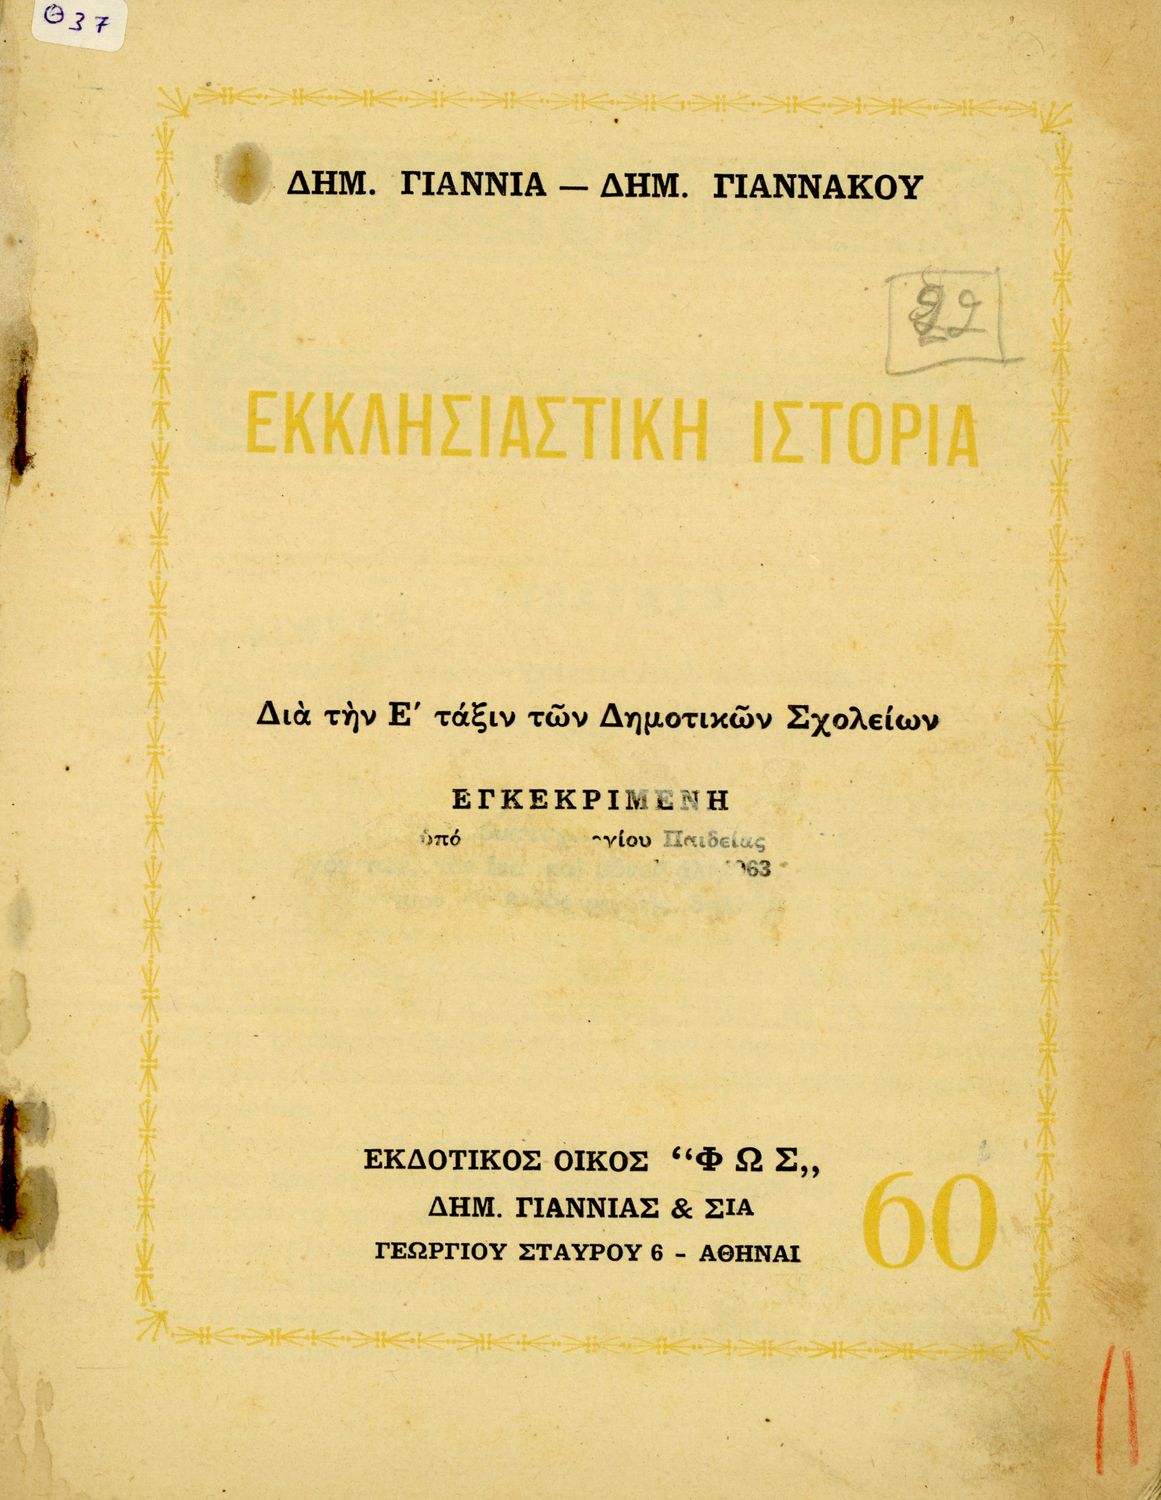 Θ37
ΔΗΜ. ΓΙΑΝΝΙΑ — ΔΗΜ. ΓΙΑΝΝΑΚΟΥ
22
ΕΚΚΛΗΣΙΑΣΤΙΚΗ ΙΣΤΟΡΙΑ
Διὰ τὴν Ε′ τάξιν τῶν Δημοτικῶν Σχολείων
ΕΓΚΕΚΡΙΜΕΝΗ
ὑπό Παιδείας
ΕΚΔΟΤΙΚΟΣ ΟΙΚΟΣ “Φ Ω Σ„
ΔΗΜ. ΓΙΑΝΝΙΑΣ & ΣΙΑ
ΓΕΩΡΓΙΟΥ ΣΤΑΥΡΟΥ 6 - ΑΘΗΝΑΙ
60